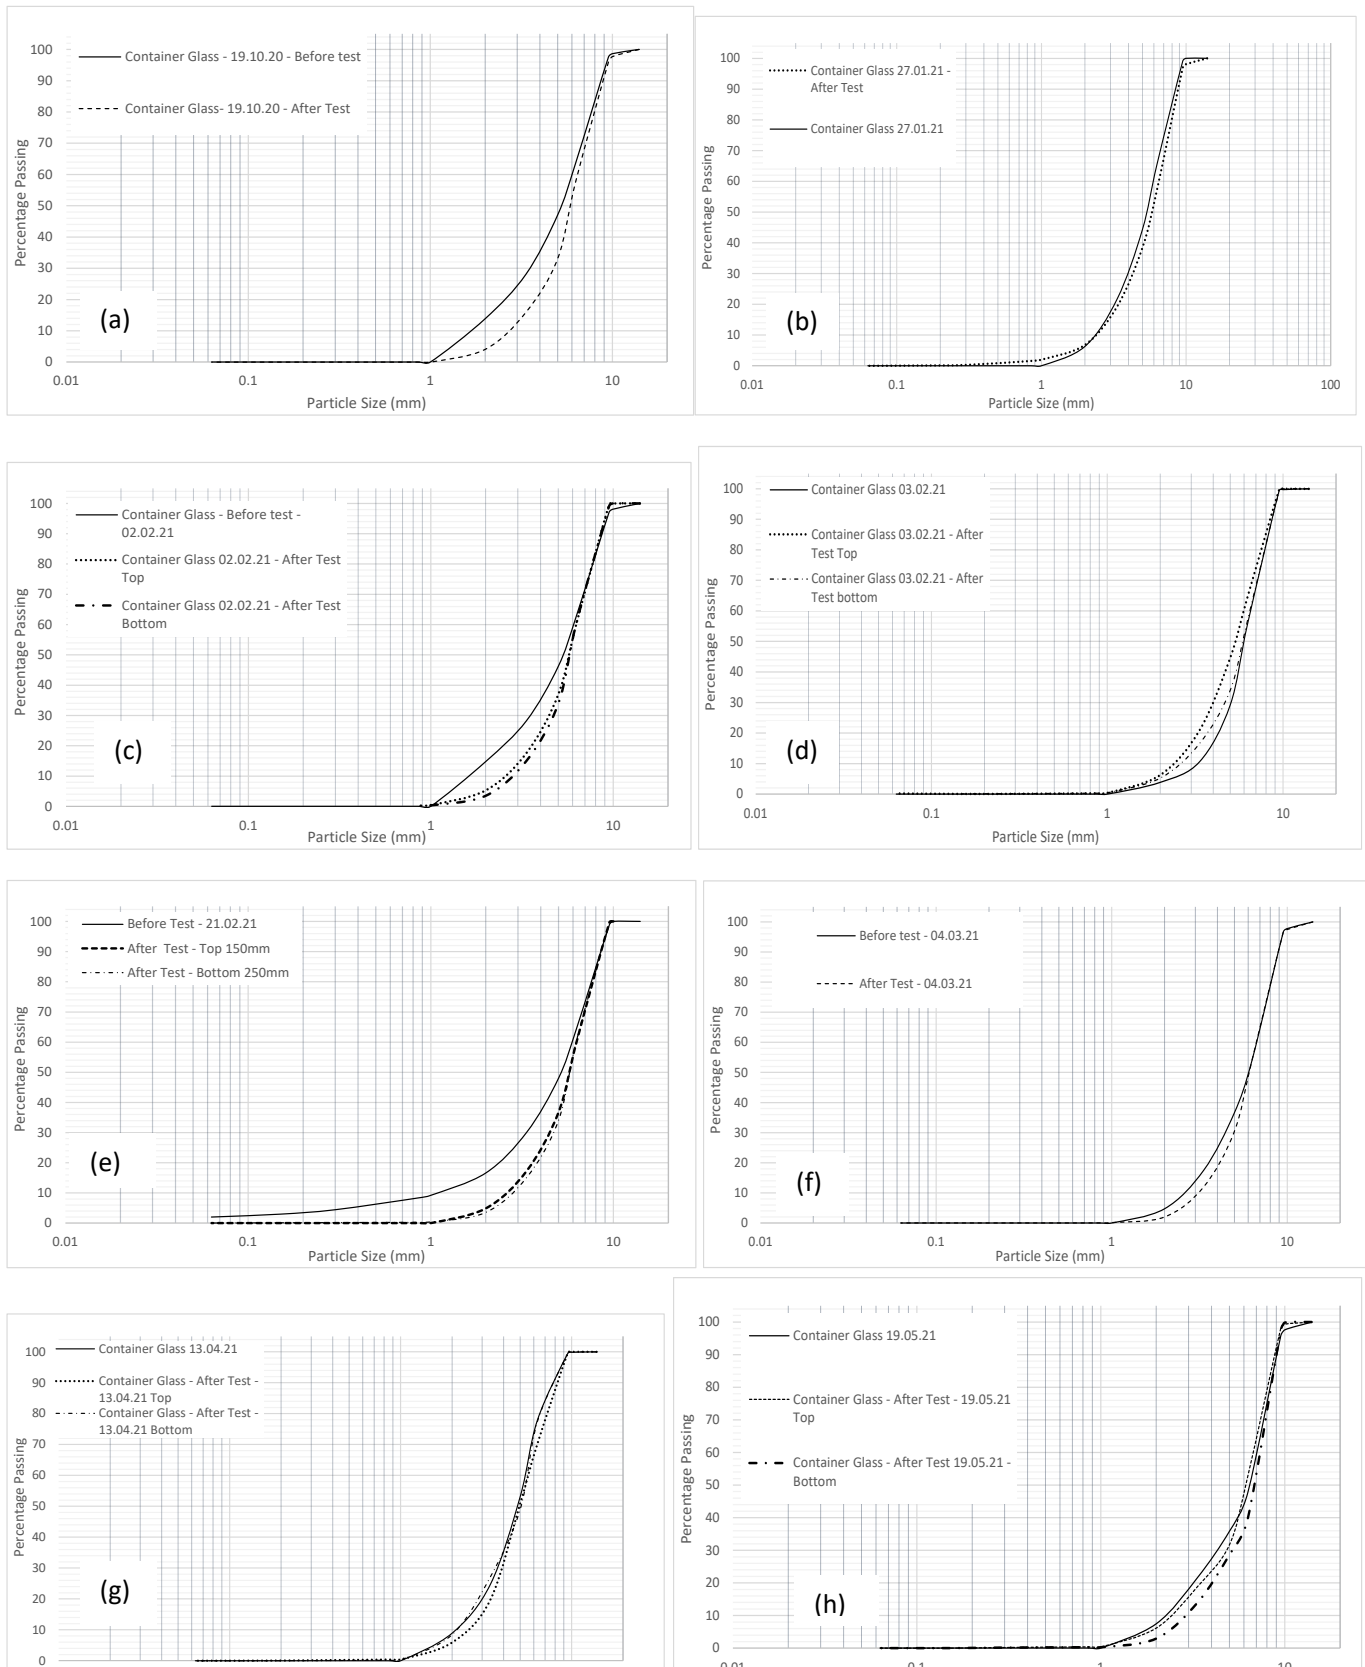 Container Glass - 19.10.20 - Before test
Container Glass- 19.10.20 - After Test
100
90
80
70
60
50
40
30
20
10
0
Percentage Passing
(a)
0.01
0.1
1
10
Particle Size (mm)
Container Glass 27.01.21 -
After Test
Container Glass 27.01.21
100
90
80
70
60
50
40
30
20
10
0
Percentage Passing
(b)
0.01
0.1
1
10
100
Particle Size (mm)
Container Glass - Before test -
02.02.21
Container Glass 02.02.21 - After Test
Top
Container Glass 02.02.21 - After Test
Bottom
100
90
80
70
60
50
40
30
20
10
0
Percentage Passing
(c)
0.01
0.1
1
10
Particle Size (mm)
Container Glass 03.02.21
Container Glass 03.02.21 - After
Test Top
Container Glass 03.02.21 - After
Test bottom
100
90
80
70
60
50
40
30
20
10
0
Percentage Passing
(d)
0.01
0.1
1
10
Particle Size (mm)
Before Test - 21.02.21
After Test - Top 150mm
After Test - Bottom 250mm
100
90
80
70
60
50
40
30
20
10
0
Percentage Passing
(e)
0.01
0.1
1
10
Particle Size (mm)
Before test - 04.03.21
After Test - 04.03.21
100
90
80
70
60
50
40
30
20
10
0
Percentage Passing
(f)
0.01
0.1
1
10
Particle Size (mm)
Container Glass 13.04.21
Container Glass - After Test -
13.04.21 Top
Container Glass - After Test -
13.04.21 Bottom
100
90
80
70
60
50
40
30
20
10
0
Percentage Passing
(g)
Container Glass 19.05.21
Container Glass - After Test - 19.05.21
Top
Container Glass - After Test 19.05.21 -
Bottom
100
90
80
70
60
50
40
30
20
10
0
Percentage Passing
(h)
0.01
0.1
1
10